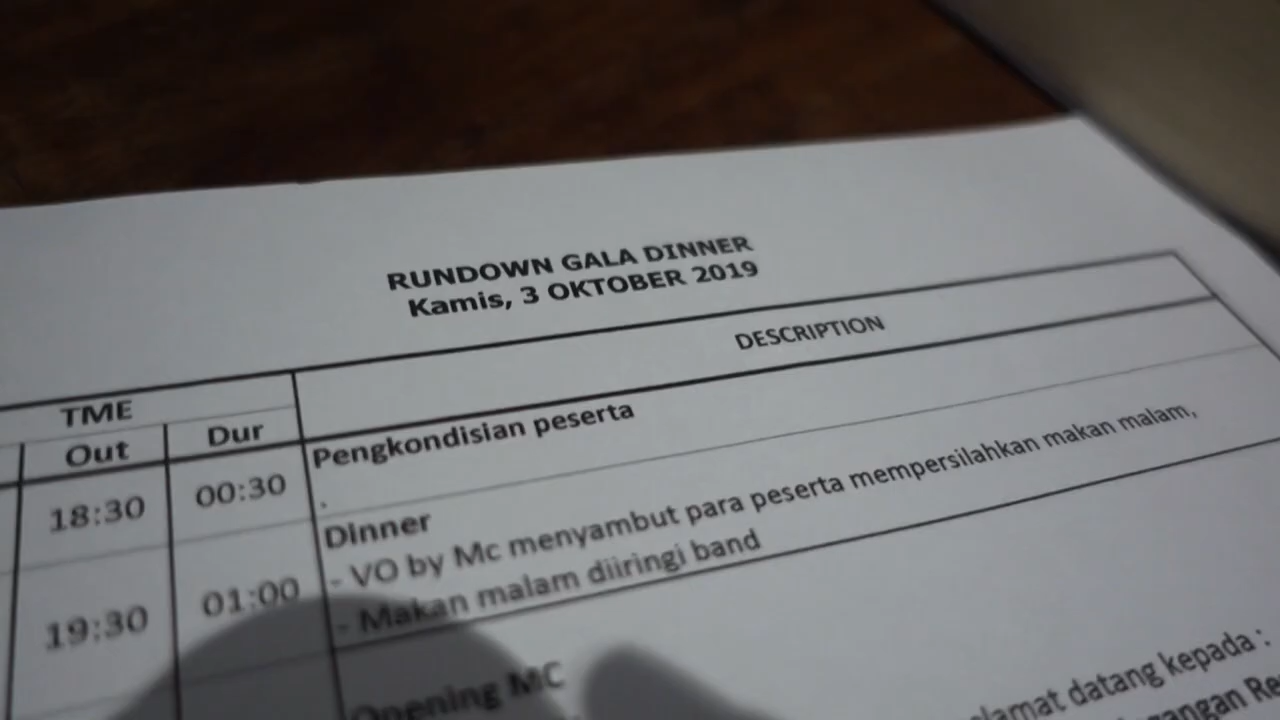 RUNDOWN GALA DINNER
Kamis, 3 OKTOBER 2019
TME
DESCRIPTION
Out
Dur
18:30
00:30
Pengkondisian peserta
.
19:30
01:00
Dinner
- VO by Mc menyambut para peserta mempersilahkan makan malam,
- Makan malam diiringi band
Opening MC
datang kepada :